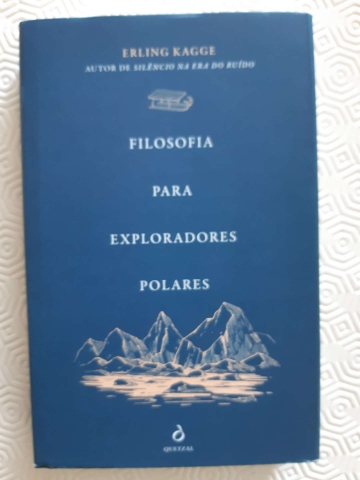 ERLING KAGGE
AUTOR DE SILÊNCIO NA ERA DO RUÍDO
FILOSOFIA
PARA
EXPLORADORES
POLARES
QUETZAL